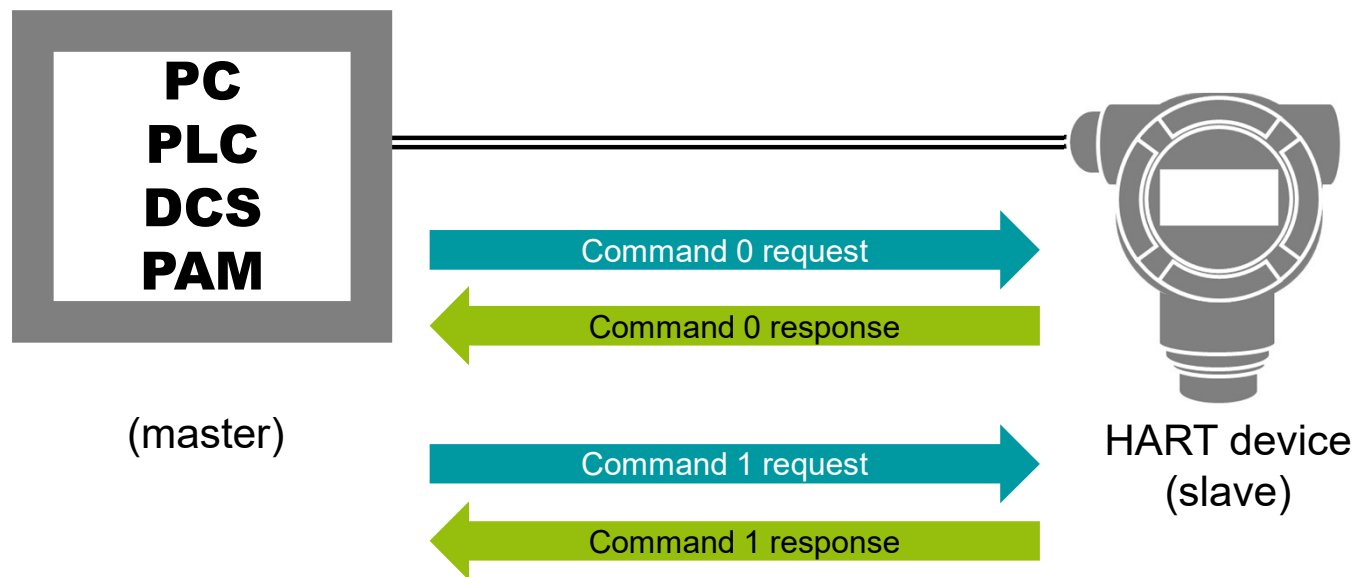 PC
PLC
DCS
PAM
(master)
Command 0 request
Command 0 response
Command 1 request
Command 1 response
HART device
(slave)